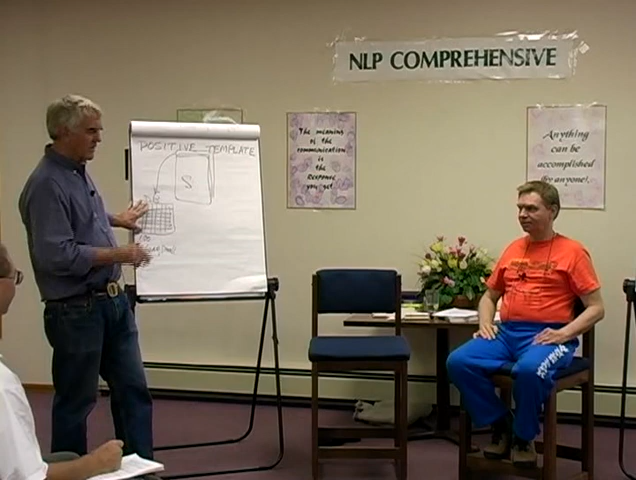 NLP COMPREHENSIVE
POSITIVE TEMPLATE
S
The meaning
of the
communication
is
the
Response
you get.
Anything
can be
accomplished
by anyone!